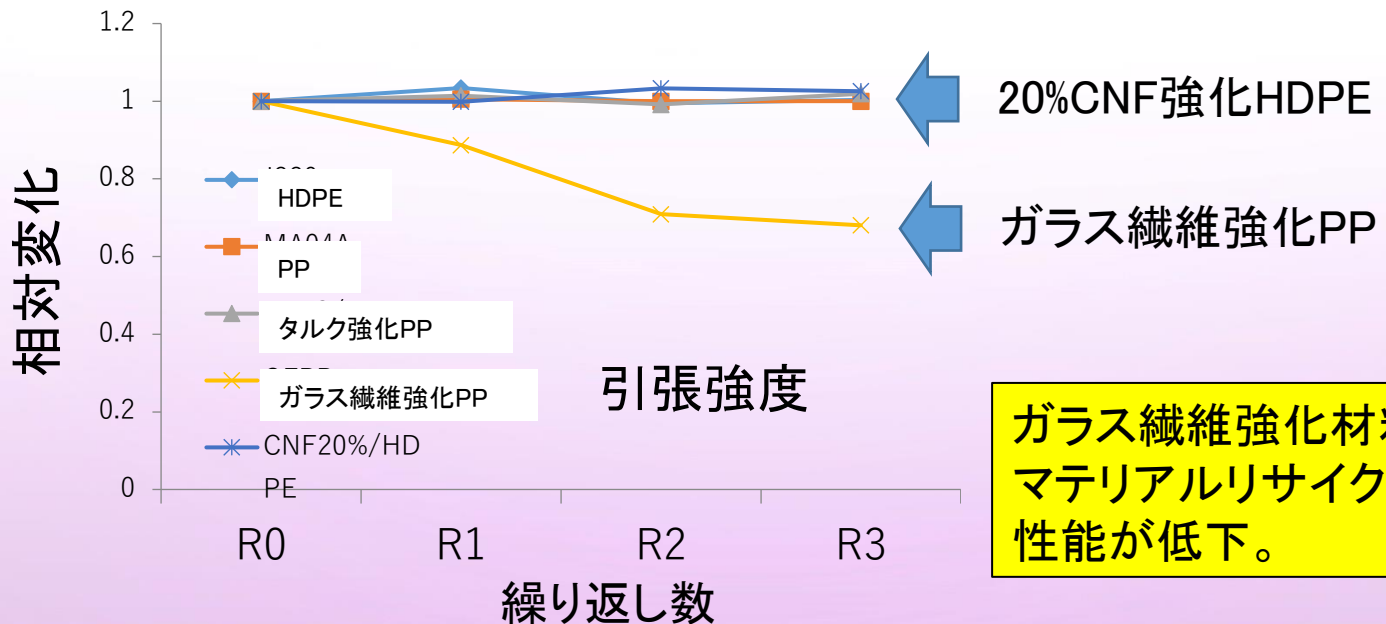 1.2
1
0.8
0.6
0.4
0.2
0
相対変化
HDPE
PP
タルク強化PP
ガラス繊維強化PP
CNF20%/HD
PE
引張強度
R0 R1 R2 R3
繰り返し数
20%CNF強化HDPE
ガラス繊維強化PP
ガラス繊維強化材
マテリアルリサイク
性能が低下。